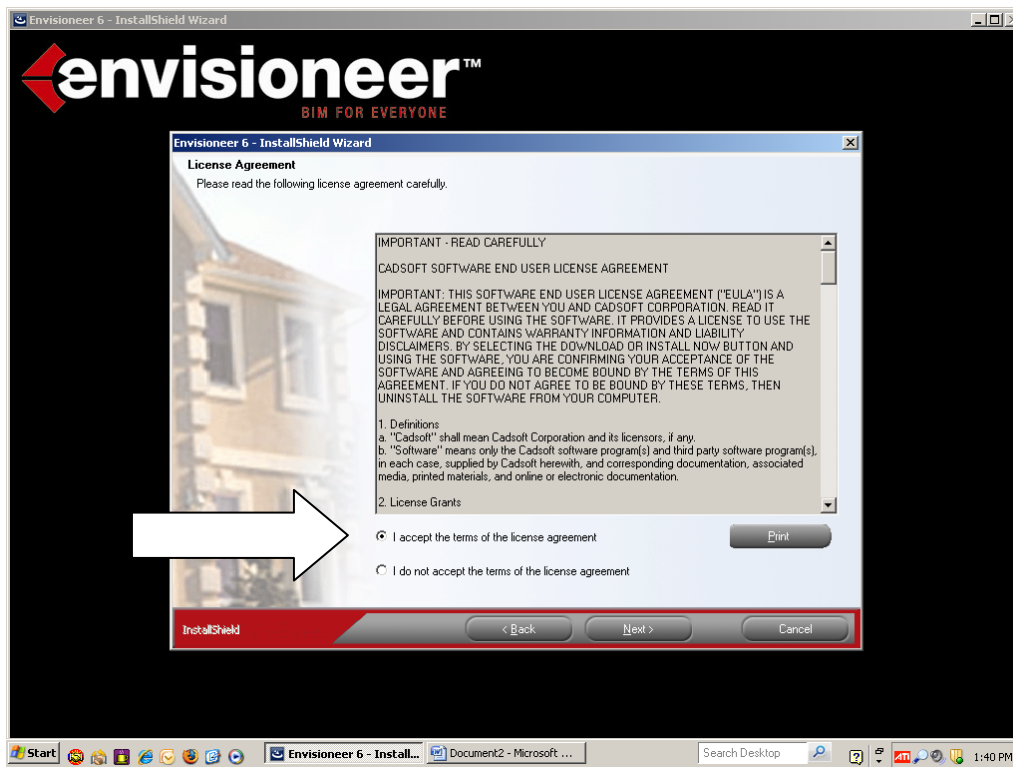 Envisioneer 6 - InstallShield Wizard
envisioneer™
BIM FOR EVERYONE
Envisioneer 6 - InstallShield Wizard
License Agreement
Please read the following license agreement carefully.
IMPORTANT - READ CAREFULLY
CADSOFT SOFTWARE END USER LICENSE AGREEMENT
IMPORTANT: THIS SOFTWARE END USER LICENSE AGREEMENT ("EULA") IS A
LEGAL AGREEMENT BETWEEN YOU AND CADSOFT CORPORATION. READ IT
CAREFULLY BEFORE USING THE SOFTWARE. IT PROVIDES A LICENSE TO USE THE
SOFTWARE AND CONTAINS WARRANTY INFORMATION AND LIABILITY
DISCLAIMERS. BY SELECTING THE DOWNLOAD OR INSTALL NOW BUTTON AND
USING THE SOFTWARE, YOU ARE CONFIRMING YOUR ACCEPTANCE OF THE
SOFTWARE AND AGREEING TO BECOME BOUND BY THE TERMS OF THIS
AGREEMENT. IF YOU DO NOT AGREE TO BE BOUND BY THESE TERMS, THEN
UNINSTALL THE SOFTWARE FROM YOUR COMPUTER.
1. Definitions
a. "Cadsoft" shall mean Cadsoft Corporation and its licensors, if any.
b. "Software" means only the Cadsoft software program(s) and third party software program(s),
in each case, supplied by Cadsoft herewith, and corresponding documentation, associated
media, printed materials, and online or electronic documentation.
2. License Grants
I accept the terms of the license agreement
Print
I do not accept the terms of the license agreement
InstallShield
< Back
Next >
Cancel
Start
Envisioneer 6 - Install...
Document2 - Microsoft ...
Search Desktop
ATI
1:40 PM